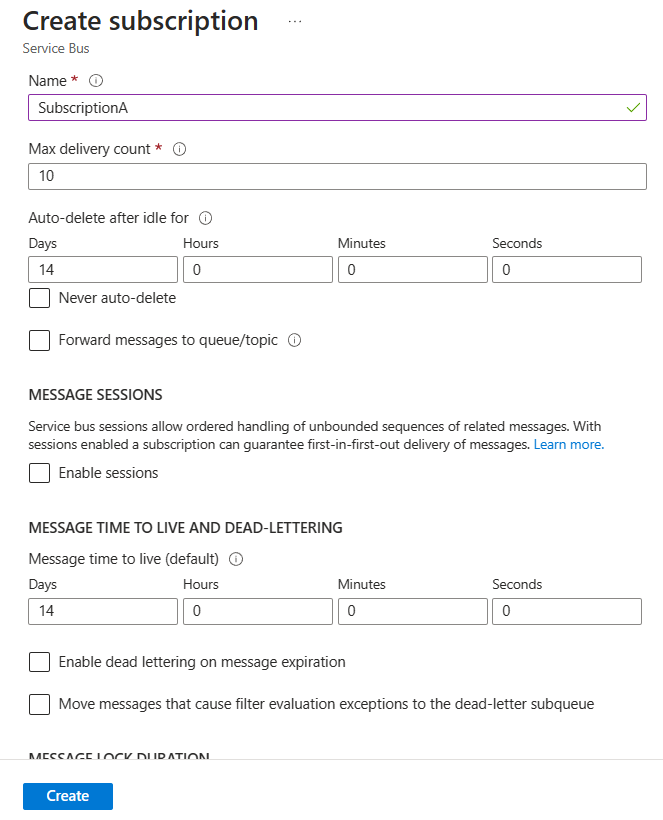 Create subscription ...
Service Bus
Name *
SubscriptionA
Max delivery count *
10
Auto-delete after idle for
Days Hours Minutes Seconds
14 0 0 0
Never auto-delete
Forward messages to queue/topic
MESSAGE SESSIONS
Service bus sessions allow ordered handling of unbounded sequences of related messages. With
sessions enabled a subscription can guarantee first-in-first-out delivery of messages. Learn more.
Enable sessions
MESSAGE TIME TO LIVE AND DEAD-LETTERING
Message time to live (default)
Days Hours Minutes Seconds
14 0 0 0
Enable dead lettering on message expiration
Move messages that cause filter evaluation exceptions to the dead-letter subqueue
MESSAGE LOCK DURATION
Create